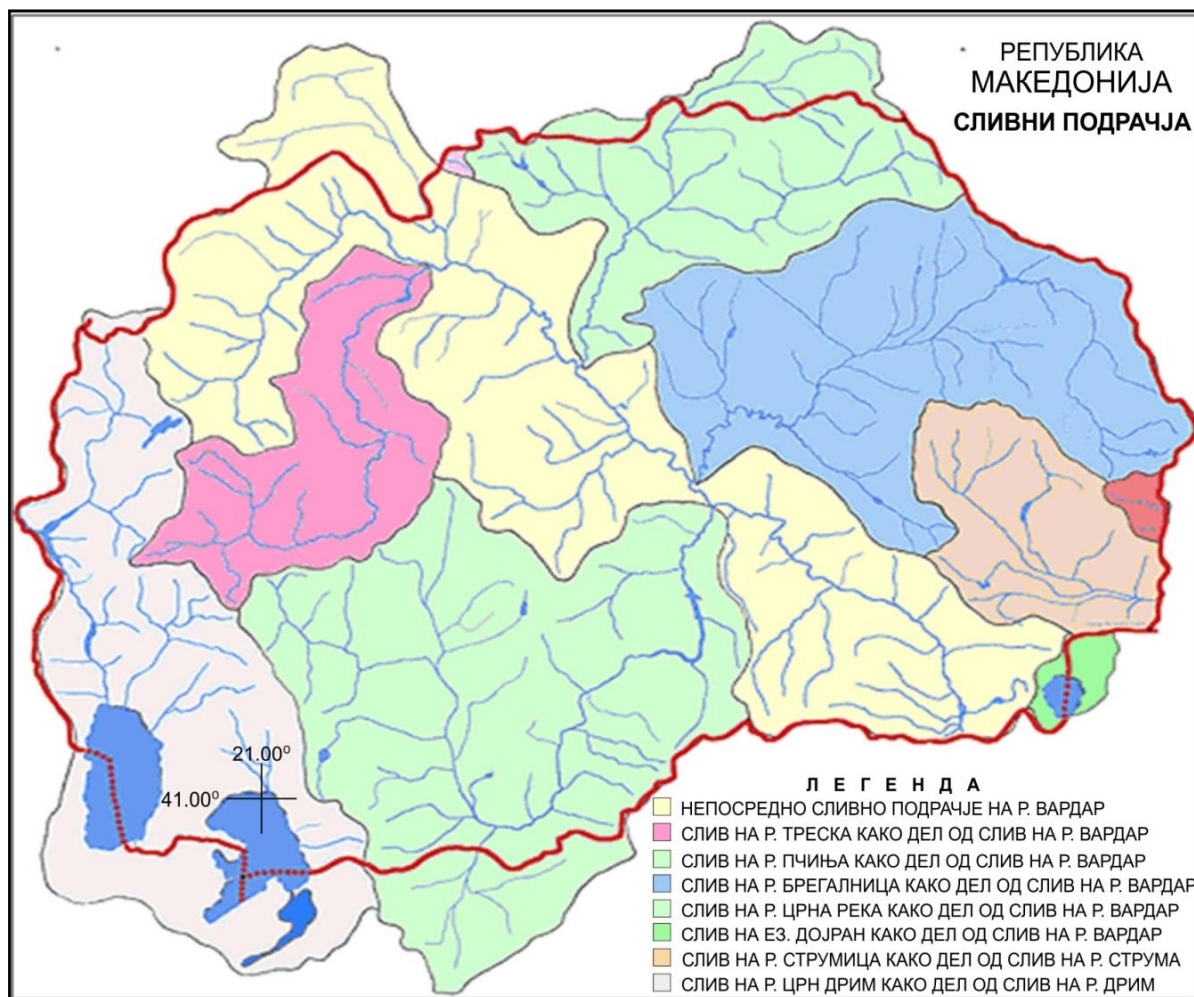 РЕПУБЛИКА
МАКЕДОНИЈА
СЛИВНИ ПОДРАЧЈА
21.00⁰
41.00⁰
ЛЕГЕНДА
НЕПОСРЕДНО СЛИВНО ПОДРАЧЈЕ НА Р. ВАРДАР
СЛИВ НА Р. ТРЕСКА КАКО ДЕЛ ОД СЛИВ НА Р. ВАРДАР
СЛИВ НА Р. ПЧИЊА КАКО ДЕЛ ОД СЛИВ НА Р. ВАРДАР
СЛИВ НА Р. БРЕГАЛНИЦА КАКО ДЕЛ ОД СЛИВ НА Р. ВАРДАР
СЛИВ НА Р. ЦРНА РЕКА КАКО ДЕЛ ОД СЛИВ НА Р. ВАРДАР
СЛИВ НА ЕЗ. ДОЈРАН КАКО ДЕЛ ОД СЛИВ НА Р. ВАРДАР
СЛИВ НА Р. СТРУМИЦА КАКО ДЕЛ ОД СЛИВ НА Р. СТРУМА
СЛИВ НА Р. ЦРН ДРИМ КАКО ДЕЛ ОД СЛИВ НА Р. ДРИМ